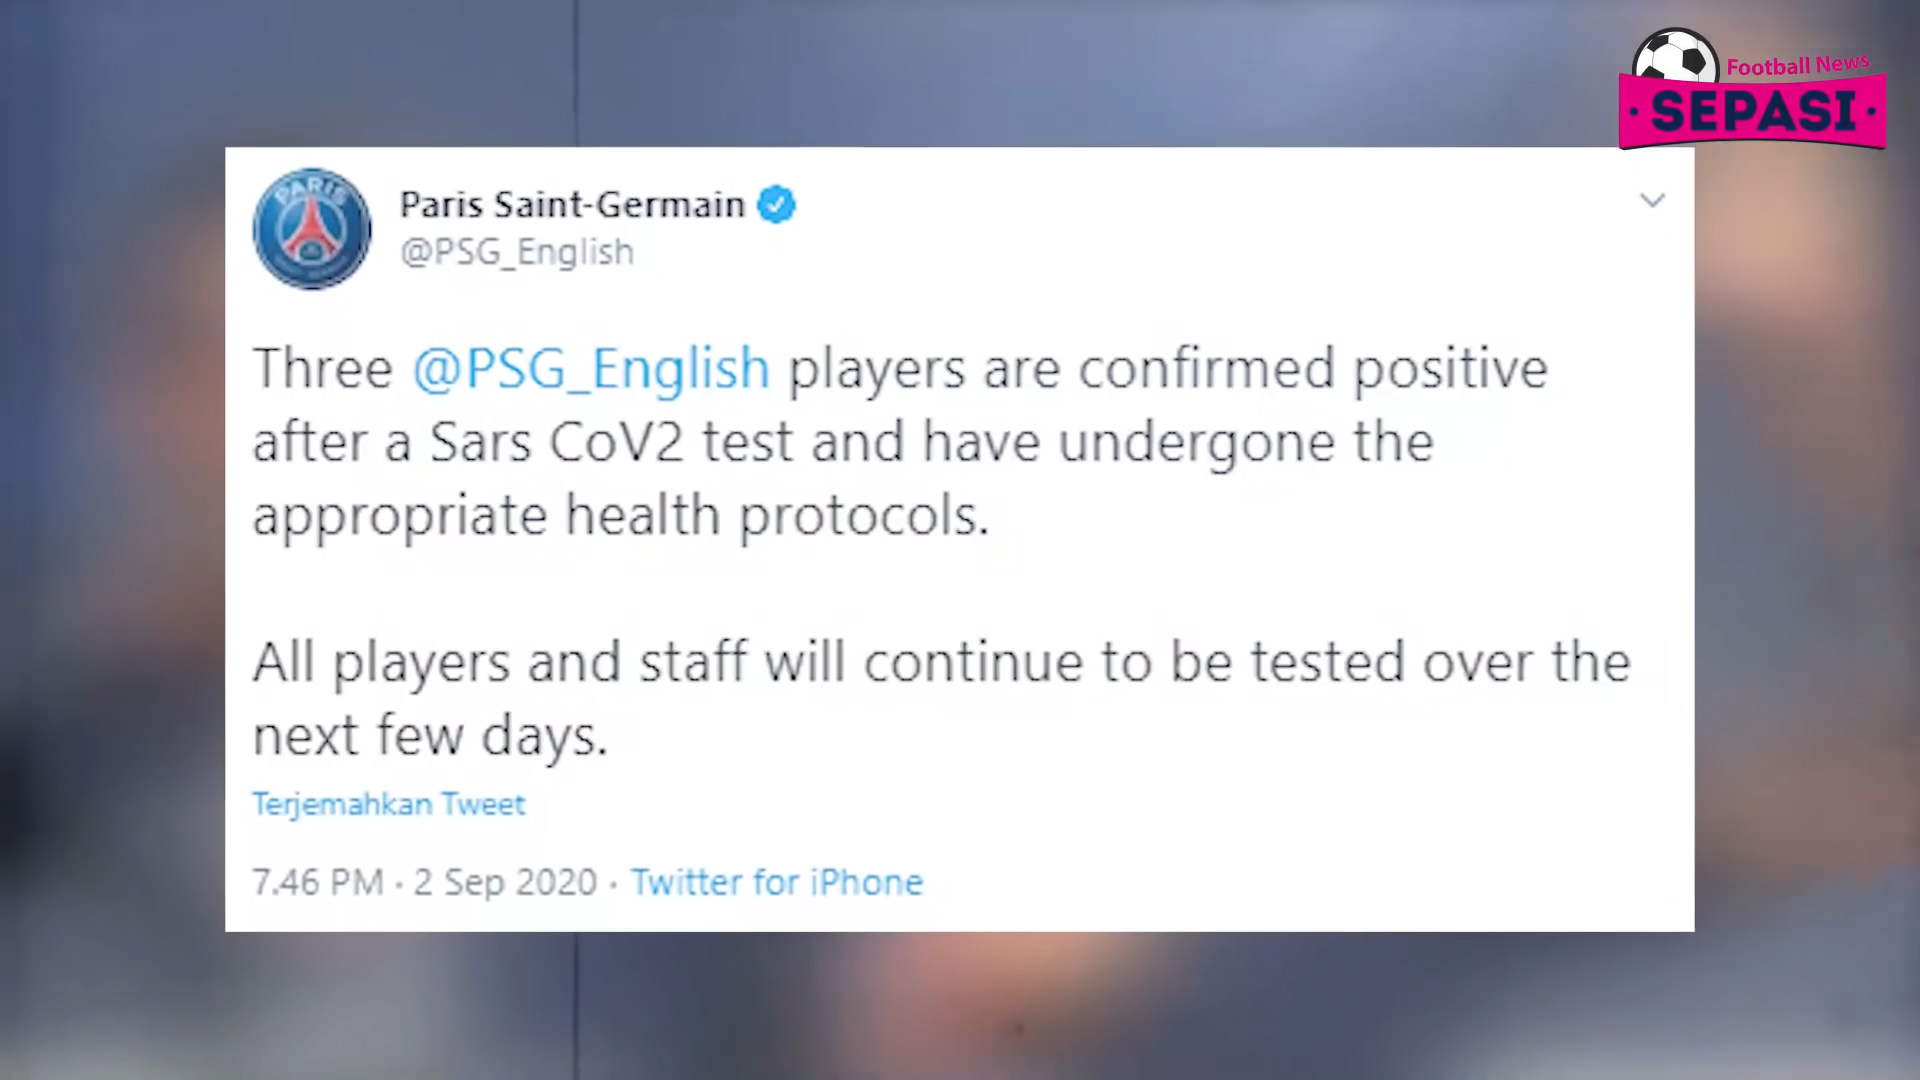 Football News
• SEPASI •
PARIS
Paris Saint-Germain
@PSG_English
Three @PSG_English players are confirmed positive
after a Sars CoV2 test and have undergone the
appropriate health protocols.
All players and staff will continue to be tested over the
next few days.
Terjemahkan Tweet
7.46 PM · 2 Sep 2020 · Twitter for iPhone